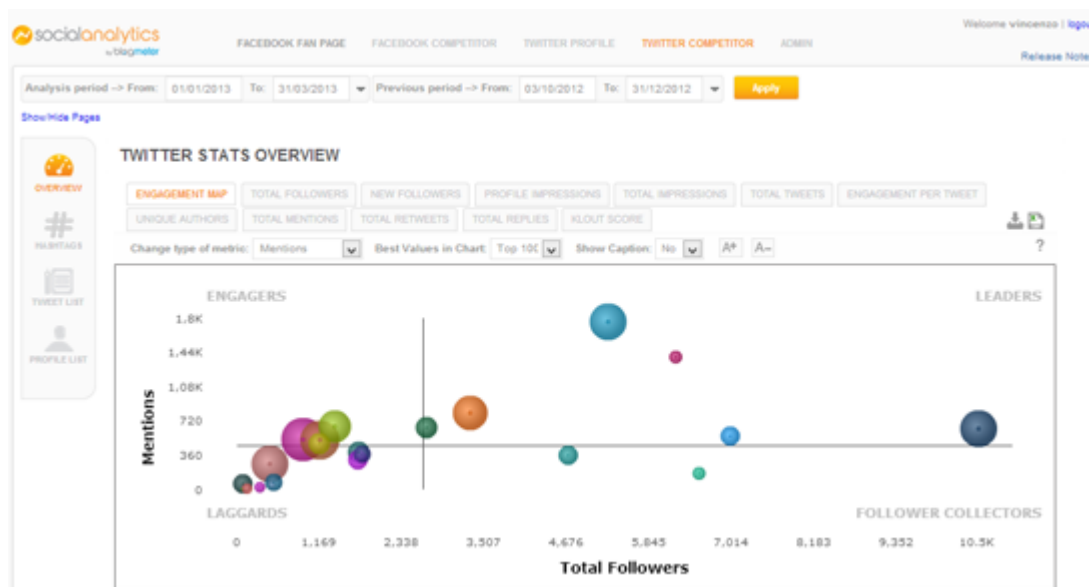 socialanalytics
by blogmeter
Welcome vincenzo | logou
FACEBOOK FAN PAGE FACEBOOK COMPETITOR TWITTER PROFILE TWITTER COMPETITOR ADMIN
Release Note
Analysis period --> From: 01/01/2013 To: 31/03/2013 Previous period --> From: 03/10/2012 To: 31/12/2012 Apply
Show/Hide Pages
OVERVIEW
HASHTAGS
TWEET LIST
PROFILE LIST
TWITTER STATS OVERVIEW
ENGAGEMENT MAP TOTAL FOLLOWERS NEW FOLLOWERS PROFILE IMPRESSIONS TOTAL IMPRESSIONS TOTAL TWEETS ENGAGEMENT PER TWEET
UNIQUE AUTHORS TOTAL MENTIONS TOTAL RETWEETS TOTAL REPLIES KLOUT SCORE
Change type of metric: Mentions Best Values in Chart: Top 100 Show Caption: No A+ A- ?
ENGAGERS LEADERS
1.8K
1.44K
1.08K
720
360
0
Mentions
LAGGARDS FOLLOWER COLLECTORS
0 1,169 2,338 3,507 4,676 5,845 7,014 8,183 9,352 10.5K
Total Followers